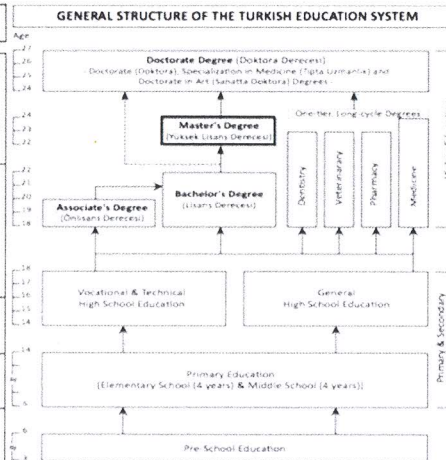 GENERAL STRUCTURE OF THE TURKISH EDUCATION SYSTEM
Age
27
26
25
24
Doctorate Degree (Doktora Derecesi)
- Doctorate (Doktora), Specialization in Medicine (Tıpta Uzmanlık) and
Doctorate in Art (Sanatta Doktora) Degrees -
24
23
22
Master's Degree
(Yüksek Lisans Derecesi)
One-tier, Long-cycle Degrees
22
21
20
19
18
Bachelor's Degree
(Lisans Derecesi)
Associate's Degree
(Önlisans Derecesi)
Dentistry
Veterinarary
Pharmacy
Medicine
18
17
16
15
14
Vocational & Technical
High School Education
General
High School Education
Primary & Secondary
14
Primary Education
[Elementary School (4 years) & Middle School (4 years)]
6
Pre-School Education
3